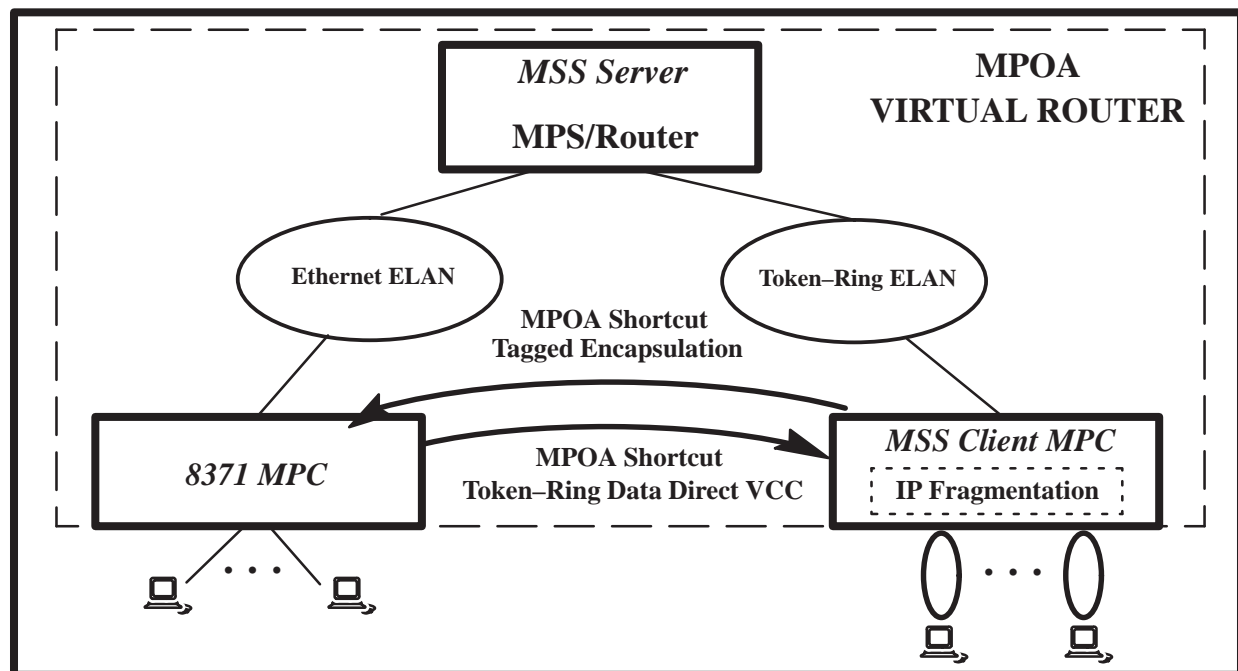 MSS Server
MPS/Router
MPOA
VIRTUAL ROUTER
Ethernet ELAN
Token–Ring ELAN
MPOA Shortcut
Tagged Encapsulation
8371 MPC
MPOA Shortcut
Token–Ring Data Direct VCC
MSS Client MPC
IP Fragmentation
. . .
. . .